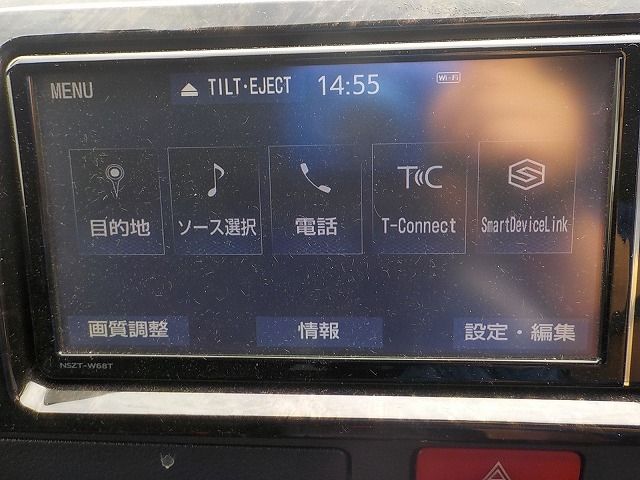 MENU
TILT·EJECT 14:55 Wi-Fi
目的地
ソース選択
電話
T-Connect
SmartDeviceLink
画質調整
情報
設定・編集
NSZT-W68T